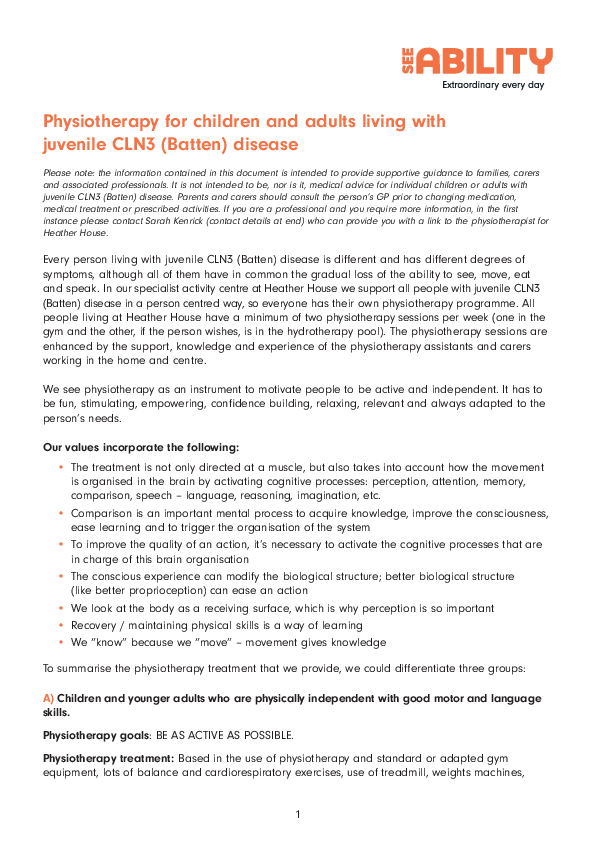 SEE ABILITY
Extraordinary every day
Physiotherapy for children and adults living with
juvenile CLN3 (Batten) disease
Please note: the information contained in this document is intended to provide supportive guidance to families, carers
and associated professionals. It is not intended to be, nor is it, medical advice for individual children or adults with
juvenile CLN3 (Batten) disease. Parents and carers should consult the person's GP prior to changing medication,
medical treatment or prescribed activities. If you are a professional and you require more information, in the first
instance please contact Sarah Kenrick (contact details at end) who can provide you with a link to the physiotherapist for
Heather House.
Every person living with juvenile CLN3 (Batten) disease is different and has different degrees of
symptoms, although all of them have in common the gradual loss of the ability to see, move, eat
and speak. In our specialist activity centre at Heather House we support all people with juvenile CLN3
(Batten) disease in a person centred way, so everyone has their own physiotherapy programme. All
people living at Heather House have a minimum of two physiotherapy sessions per week (one in the
gym and the other, if the person wishes, is in the hydrotherapy pool). The physiotherapy sessions are
enhanced by the support, knowledge and experience of the physiotherapy assistants and carers
working in the home and centre.
We see physiotherapy as an instrument to motivate people to be active and independent. It has to
be fun, stimulating, empowering, confidence building, relaxing, relevant and always adapted to the
person's needs.
Our values incorporate the following:
• The treatment is not only directed at a muscle, but also takes into account how the movement
is organised in the brain by activating cognitive processes: perception, attention, memory,
comparison, speech – language, reasoning, imagination, etc.
• Comparison is an important mental process to acquire knowledge, improve the consciousness,
ease learning and to trigger the organisation of the system
• To improve the quality of an action, it's necessary to activate the cognitive processes that are
in charge of this brain organisation
• The conscious experience can modify the biological structure; better biological structure
(like better proprioception) can ease an action
• We look at the body as a receiving surface, which is why perception is so important
• Recovery / maintaining physical skills is a way of learning
• We "know" because we "move" – movement gives knowledge
To summarise the physiotherapy treatment that we provide, we could differentiate three groups:
A) Children and younger adults who are physically independent with good motor and language
skills.
Physiotherapy goals: BE AS ACTIVE AS POSSIBLE.
Physiotherapy treatment: Based in the use of physiotherapy and standard or adapted gym
equipment, lots of balance and cardiorespiratory exercises, use of treadmill, weights machines,
1